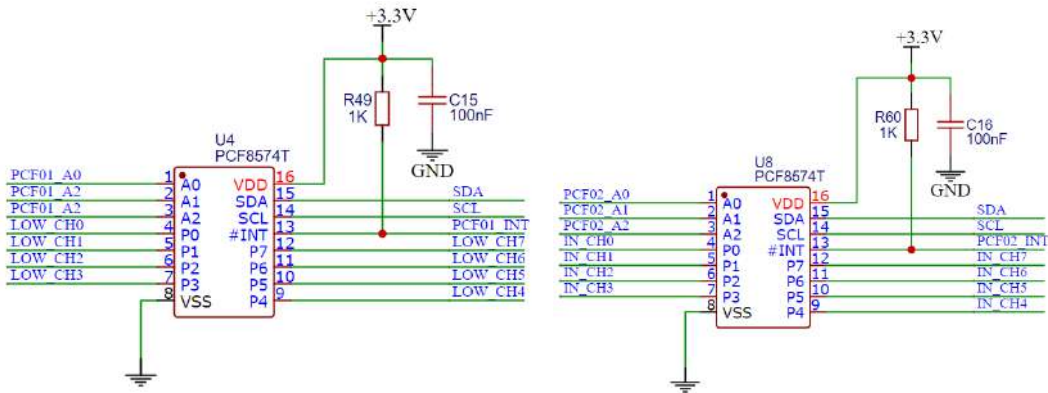 +3.3V
R49
1K
C15
100nF
GND
U4
PCF8574T
PCF01_A0 1 A0 VDD 16
PCF01_A2 2 A1 SDA 15 SDA
PCF01_A2 3 A2 SCL 14 SCL
LOW_CH0 4 P0 #INT 13 PCF01_INT
LOW_CH1 5 P1 P7 12 LOW_CH7
LOW_CH2 6 P2 P6 11 LOW_CH6
LOW_CH3 7 P3 P5 10 LOW_CH5
8 VSS P4 9 LOW_CH4
+3.3V
R60
1K
C16
100nF
GND
U8
PCF8574T
PCF02_A0 1 A0 VDD 16
PCF02_A1 2 A1 SDA 15 SDA
PCF02_A2 3 A2 SCL 14 SCL
IN_CH0 4 P0 #INT 13 PCF02_INT
IN_CH1 5 P1 P7 12 IN_CH7
IN_CH2 6 P2 P6 11 IN_CH6
IN_CH3 7 P3 P5 10 IN_CH5
8 VSS P4 9 IN_CH4